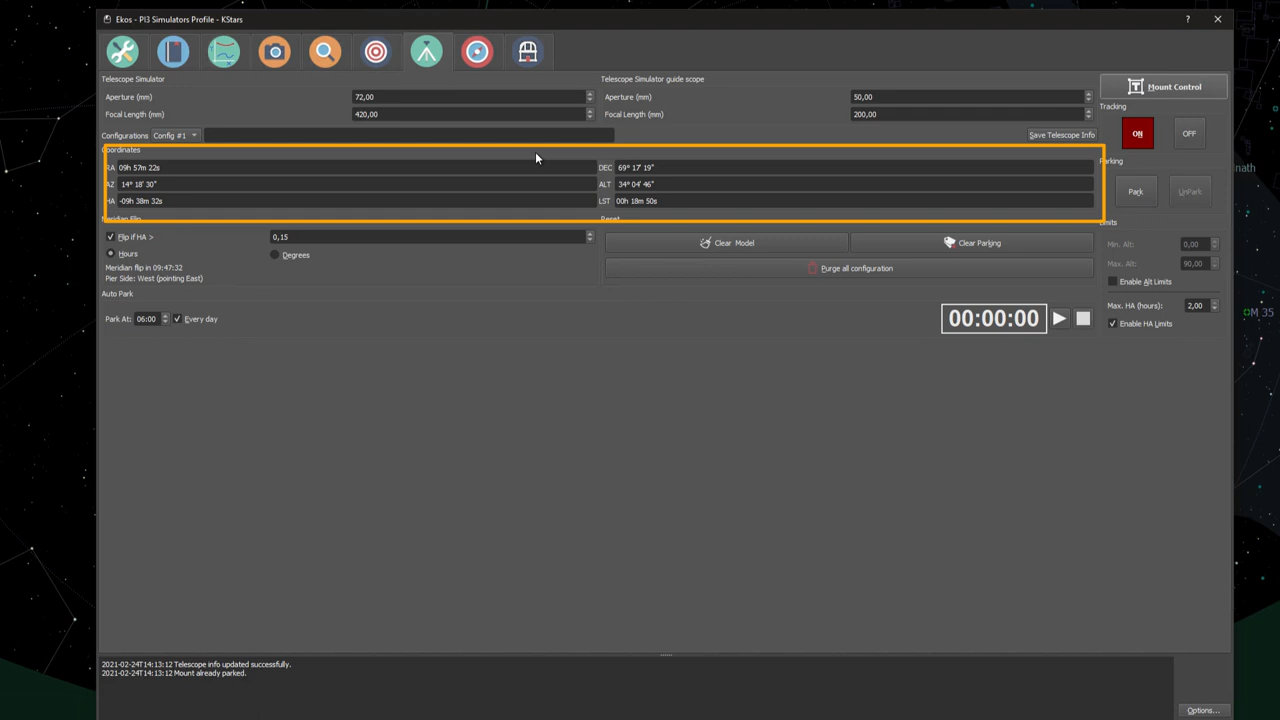 Ekos - PI3 Simulators Profile - KStars
?
Telescope Simulator
Telescope Simulator guide scope
Mount Control
Aperture (mm) 72,00
Aperture (mm) 50,00
Tracking
Focal Length (mm) 420,00
Focal Length (mm) 200,00
ON OFF
Configurations Config #1
Save Telescope Info
Coordinates
Parking
RA 09h 57m 22s
DEC 69° 17' 19"
AZ 14° 18' 30"
ALT 34° 04' 46"
Park UnPark
HA -09h 38m 32s
LST 00h 18m 50s
Meridian Flip
Reset
Limits
Flip if HA > 0,15
Clear Model
Clear Parking
Min. Alt: 0,00
Hours Degrees
Max. Alt: 90,00
Meridian flip in 09:47:32
Purge all configuration
Pier Side: West (pointing East)
Enable Alt Limits
Auto Park
Max. HA (hours): 2,00
Park At: 06:00 Every day
00:00:00
Enable HA Limits
nath
M 35
2021-02-24T14:13:12 Telescope info updated successfully.
2021-02-24T14:13:12 Mount already parked.
Options...